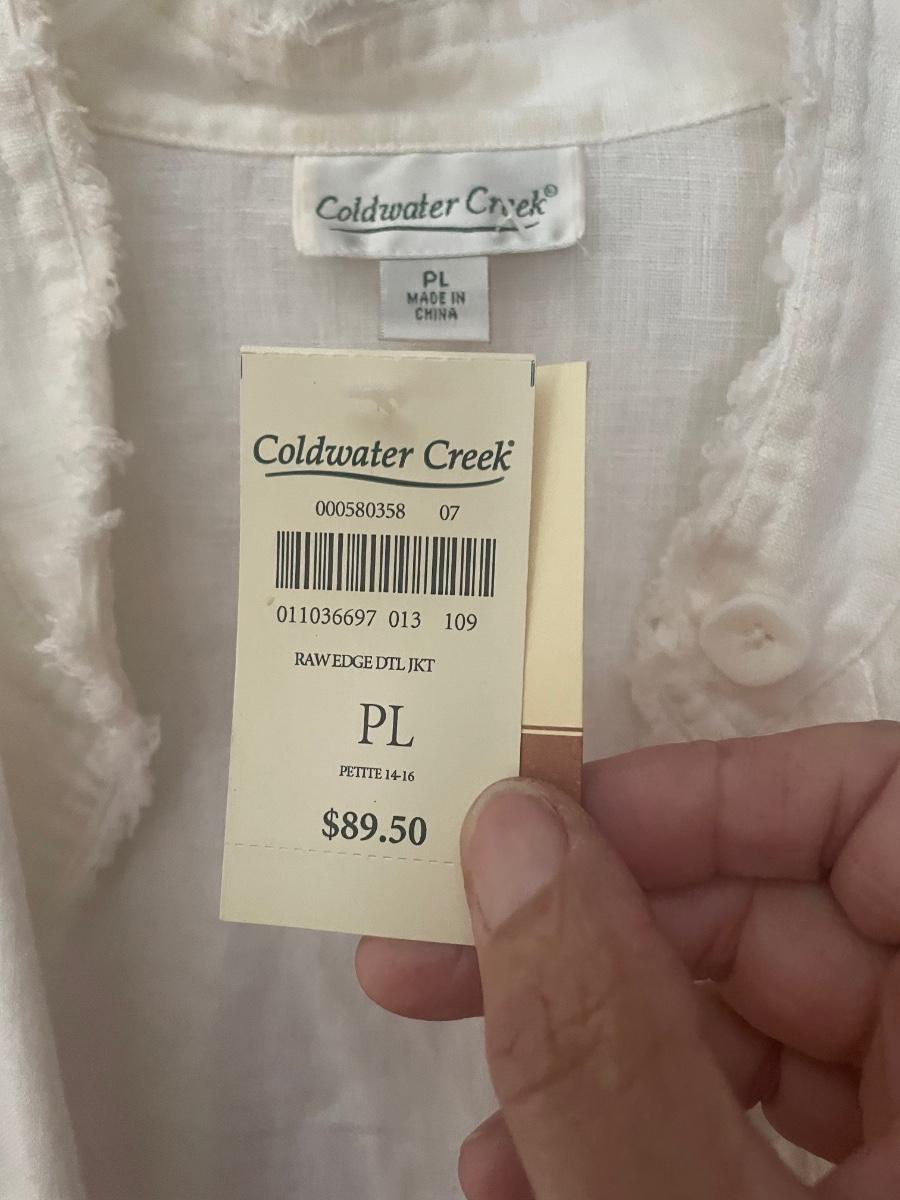 Coldwater Creek®
PL
MADE IN
CHINA
Coldwater Creek
000580358 07
011036697 013 109
RAW EDGE DTL JKT
PL
PETITE 14-16
$89.50